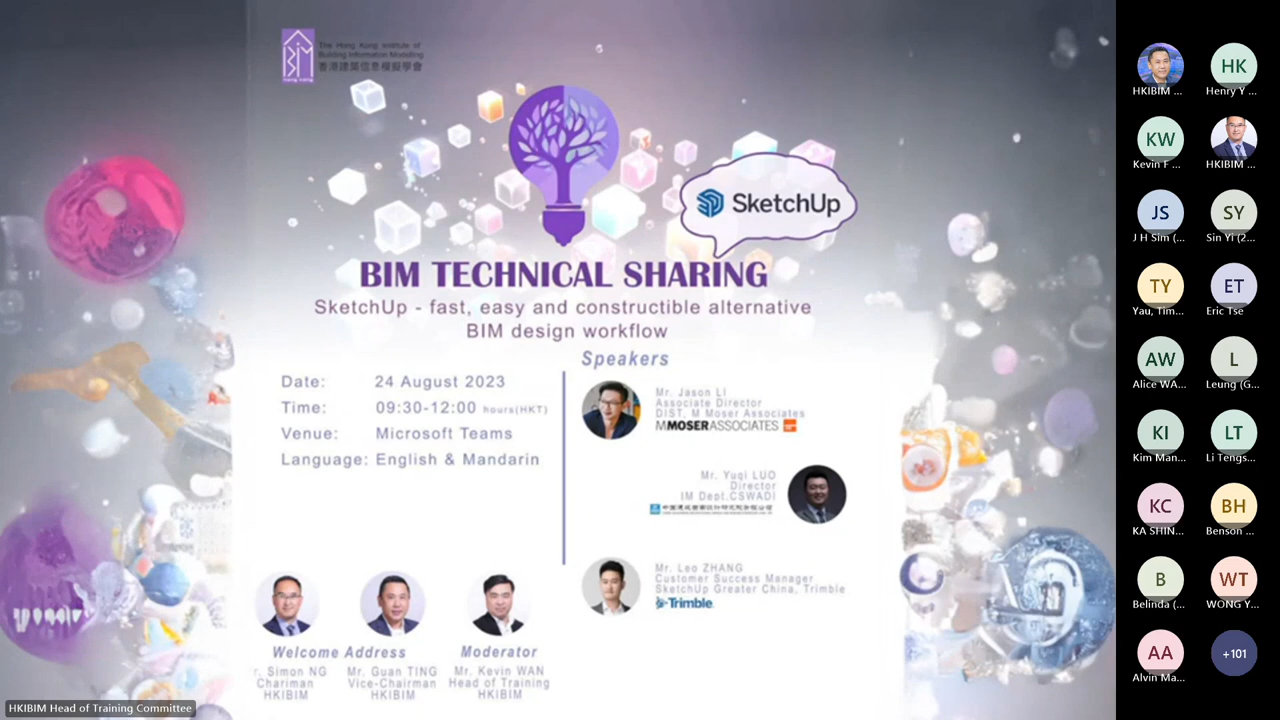 The Hong Kong Institute of
Building Information Modelling
香港建築信息模擬學會
BIM
SketchUp
BIM TECHNICAL SHARING
SketchUp - fast, easy and constructible alternative
BIM design workflow
Speakers
Date: 24 August 2023
Time: 09:30-12:00 hours(HKT)
Venue: Microsoft Teams
Language: English & Mandarin
Mr. Jason LI
Associate Director
DIST, M Moser Associates
MMOSERASSOCIATES
Mr. Yuqi LUO
Director
IM Dept.CSWADI
Mr. Leo ZHANG
Customer Success Manager
SketchUp Greater China, Trimble
Trimble.
Welcome Address
r. Simon NG
Chariman
HKIBIM
Mr. Guan TING
Vice-Chairman
HKIBIM
Moderator
Mr. Kevin WAN
Head of Training
HKIBIM
HKIBIM Head of Training Committee
HKIBIM ...
HK
Henry Y ...
KW
Kevin F ...
HKIBIM ...
JS
J H Sim (...
SY
Sin Yi (2...
TY
Yau, Tim...
ET
Eric Tse
AW
Alice WA...
L
Leung (G...
KI
Kim Man...
LT
Li Tengs...
KC
KA SHIN...
BH
Benson ...
B
Belinda (...
WT
WONG Y...
AA
Alvin Ma...
+101